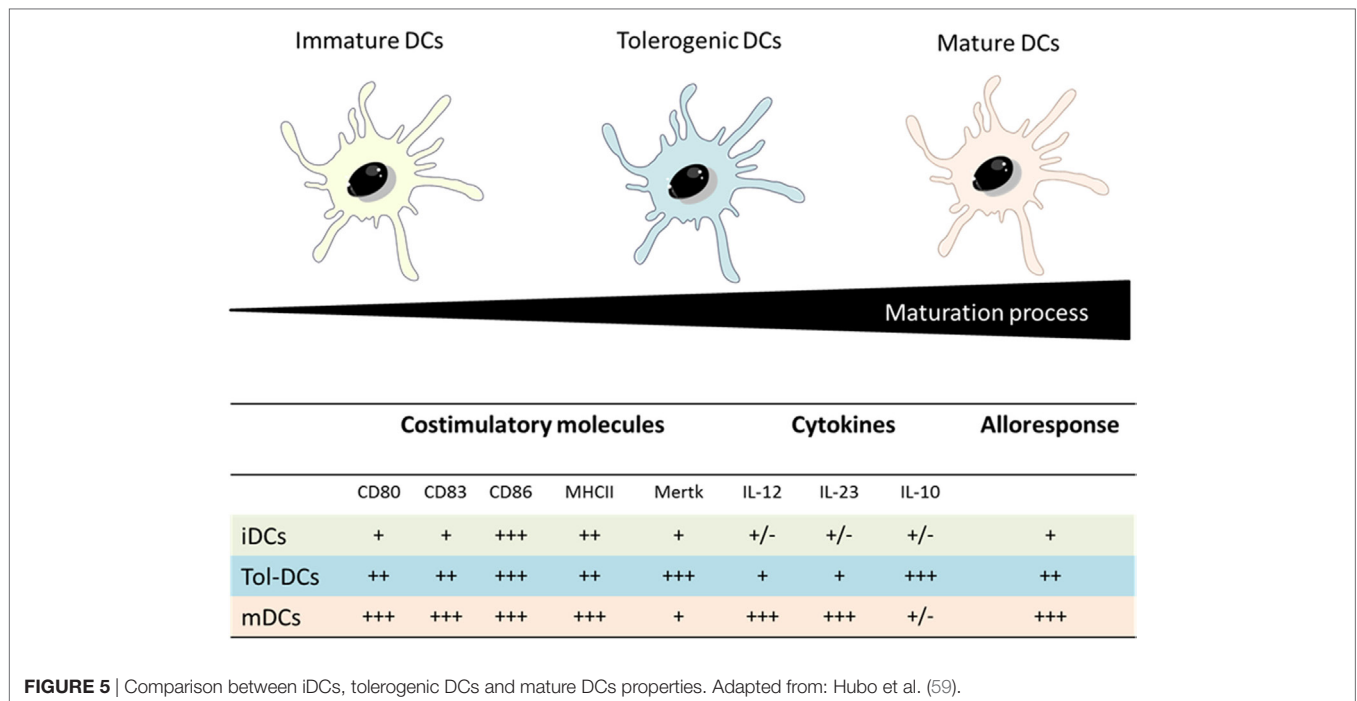 Immature DCs Tolerogenic DCs Mature DCs
Maturation process
Costimulatory molecules Cytokines Alloresponse
CD80 CD83 CD86 MHCII Mertk IL-12 IL-23 IL-10
iDCs + + +++ ++ + +/- +/- +/- +
Tol-DCs ++ ++ +++ ++ +++ + + +++ ++
mDCs +++ +++ +++ +++ + +++ +++ +/- +++
FIGURE 5 | Comparison between iDCs, tolerogenic DCs and mature DCs properties. Adapted from: Hubo et al. (59).